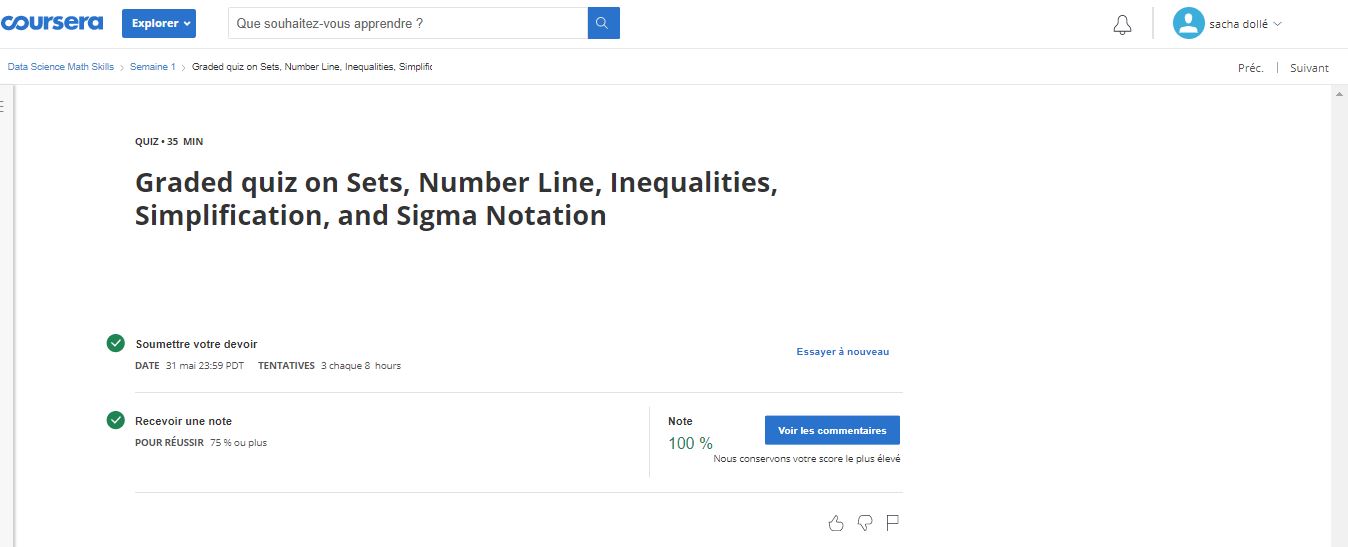 coursera
Explorer
Que souhaitez-vous apprendre ?
sacha dollé
Data Science Math Skills > Semaine 1 > Graded quiz on Sets, Number Line, Inequalities, Simplific
Préc. | Suivant
QUIZ • 35 MIN
Graded quiz on Sets, Number Line, Inequalities,
Simplification, and Sigma Notation
Soumettre votre devoir
DATE 31 mai 23:59 PDT TENTATIVES 3 chaque 8 hours
Essayer à nouveau
Recevoir une note
POUR RÉUSSIR 75 % ou plus
Note
100 %
Voir les commentaires
Nous conservons votre score le plus élevé